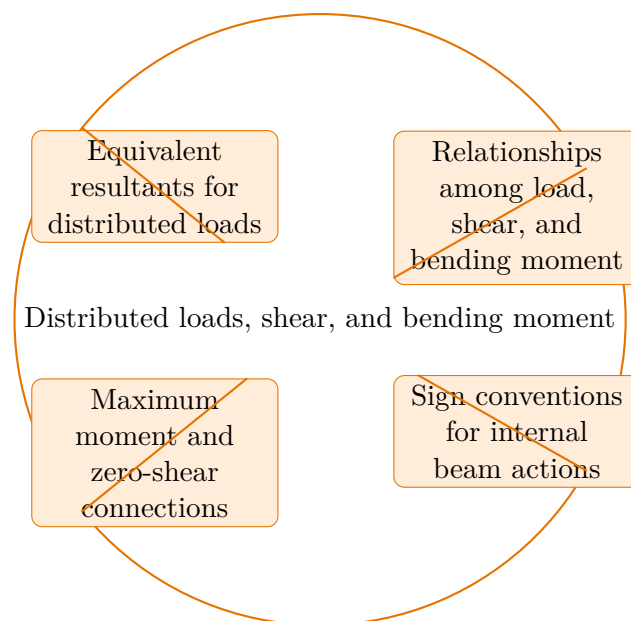 Equivalent
resultants for
distributed loads
Relationships
among load,
shear, and
bending moment
Distributed loads, shear, and bending moment
Maximum
moment and
zero-shear
connections
Sign conventions
for internal
beam actions